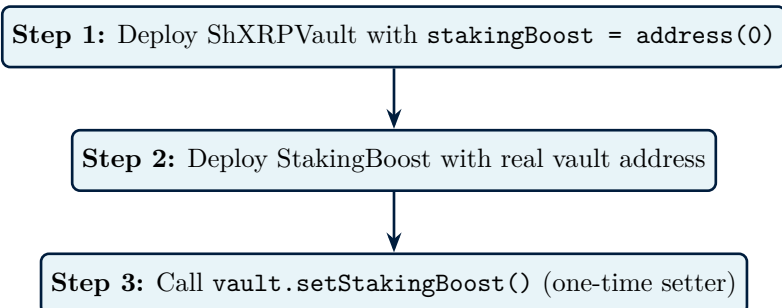 Step 1: Deploy ShXRPVault with stakingBoost = address(0)
Step 2: Deploy StakingBoost with real vault address
Step 3: Call vault.setStakingBoost() (one-time setter)